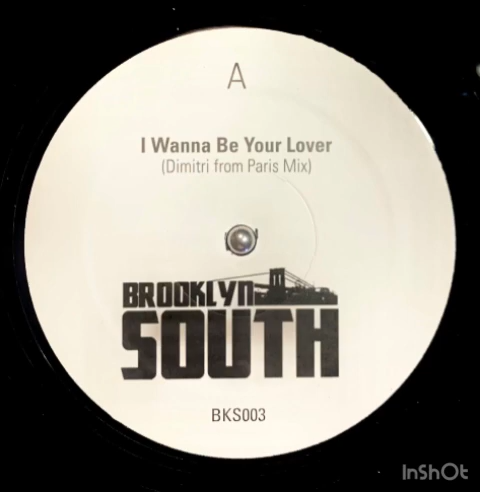 A
I Wanna Be Your Lover
(Dimitri from Paris Mix)
BROOKLYN
SOUTH
BKS003
InShOt